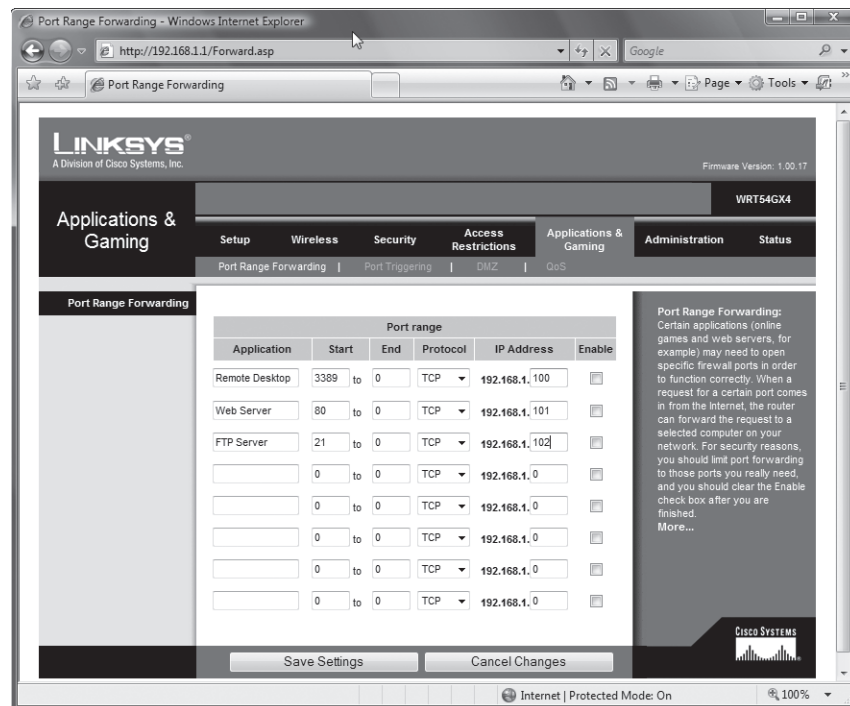 Port Range Forwarding - Windows Internet Explorer
http://192.168.1.1/Forward.asp
Google
Port Range Forwarding
Page
Tools
LINKSYS®
A Division of Cisco Systems, Inc.
Firmware Version: 1.00.17
WRT54GX4
Applications & Gaming
Setup Wireless Security Access Restrictions Applications & Gaming Administration Status
Port Range Forwarding | Port Triggering | DMZ | QoS
Port Range Forwarding
Port range
Application Start End Protocol IP Address Enable
Remote Desktop 3389 to 0 TCP 192.168.1. 100
Web Server 80 to 0 TCP 192.168.1. 101
FTP Server 21 to 0 TCP 192.168.1. 102
0 to 0 TCP 192.168.1. 0
0 to 0 TCP 192.168.1. 0
0 to 0 TCP 192.168.1. 0
0 to 0 TCP 192.168.1. 0
0 to 0 TCP 192.168.1. 0
Port Range Forwarding:
Certain applications (online
games and web servers, for
example) may need to open
specific firewall ports in order
to function correctly. When a
request for a certain port comes
in from the Internet, the router
can forward the request to a
selected computer on your
network. For security reasons,
you should limit port forwarding
to those ports you really need,
and you should clear the Enable
check box after you are
finished.
More...
Save Settings Cancel Changes
CISCO SYSTEMS
Internet | Protected Mode: On 100%